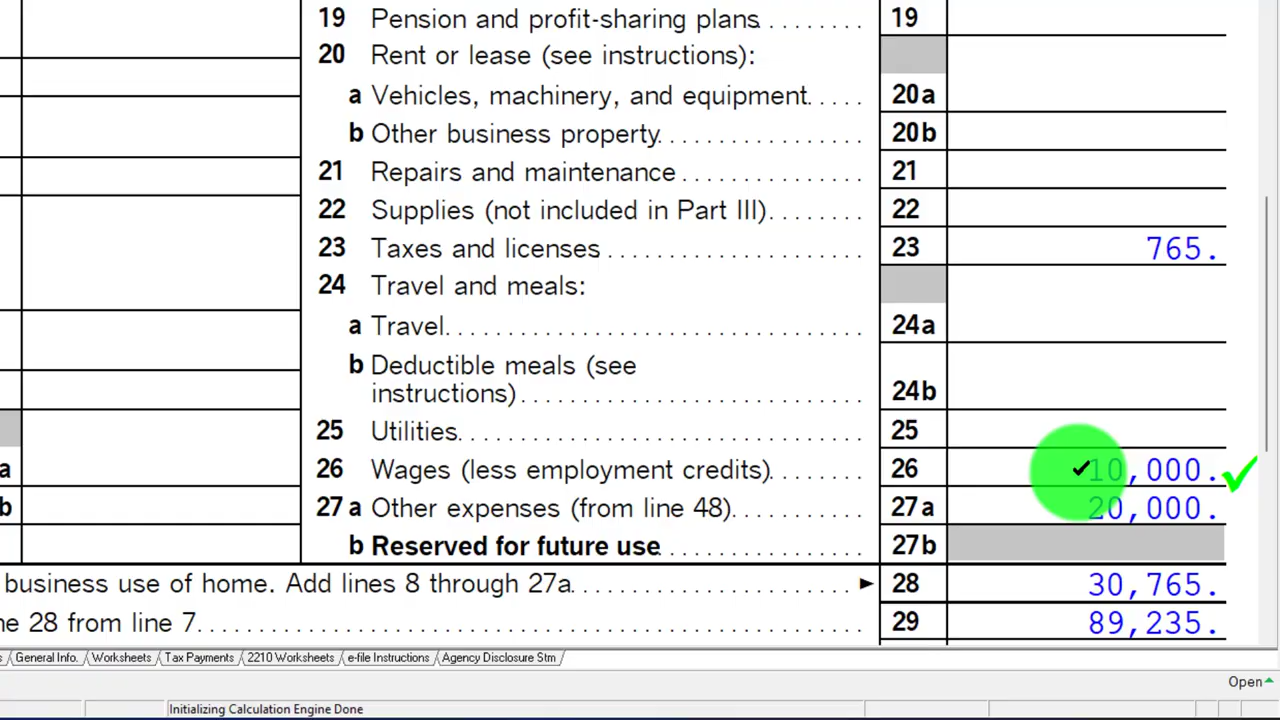 19 Pension and profit-sharing plans. . . . . . . . 19
20 Rent or lease (see instructions):
a Vehicles, machinery, and equipment. . . . . 20a
b Other business property. . . . . . . . . . . . . . . . . 20b
21 Repairs and maintenance . . . . . . . . . . . . . . . 21
22 Supplies (not included in Part III). . . . . . . . 22
23 Taxes and licenses . . . . . . . . . . . . . . . . . . . . . 23 765.
24 Travel and meals:
a Travel. . . . . . . . . . . . . . . . . . . . . . . . . . . . . . . . . . . 24a
b Deductible meals (see
instructions). . . . . . . . . . . . . . . . . . . . . . . . . . . . . 24b
25 Utilities. . . . . . . . . . . . . . . . . . . . . . . . . . . . . . . . . . 25
a 26 Wages (less employment credits). . . . . . . . 26 10,000.
b 27 a Other expenses (from line 48). . . . . . . . . . . 27a 20,000.
b Reserved for future use . . . . . . . . . . . . . . . . 27b
business use of home. Add lines 8 through 27a. . . . . . . . . . . . . . . . . . . . . . . . . ► 28 30,765.
ne 28 from line 7. . . . . . . . . . . . . . . . . . . . . . . . . . . . . . . . . . . . . . . . . . . . . . . . . . . . . . . . . . . 29 89,235.
s General Info. Worksheets Tax Payments 2210 Worksheets e-file Instructions Agency Disclosure Stm
Open
Initializing Calculation Engine Done